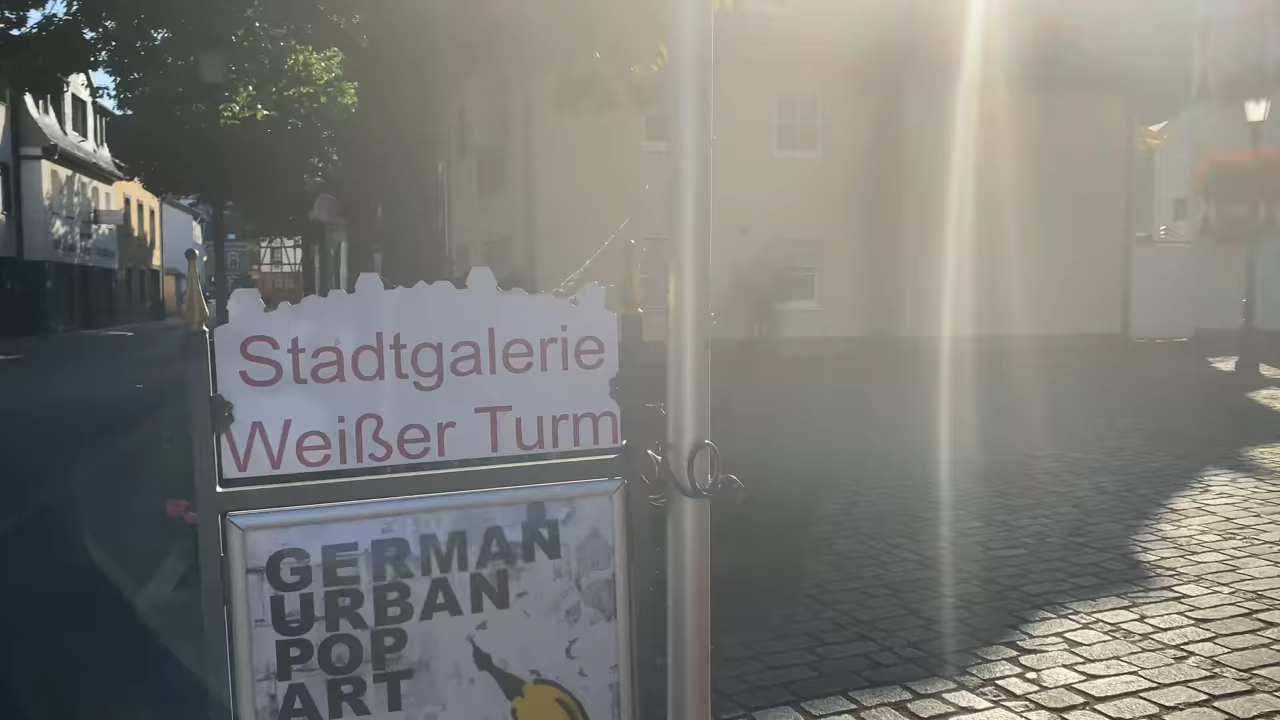 Stadtgalerie
Weißer Turm
GERMAN
URBAN
POP
ART